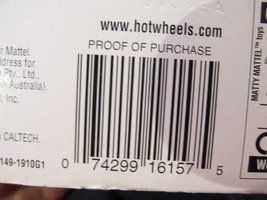 www.hotwheels.com
PROOF OF PURCHASE
Mattel,
ddress for
Pty., Ltd.,
Australia).
, Inc.
CALTECH.
149-1910G1
0 74299 16157 5
MATTY MATTEL™ toys